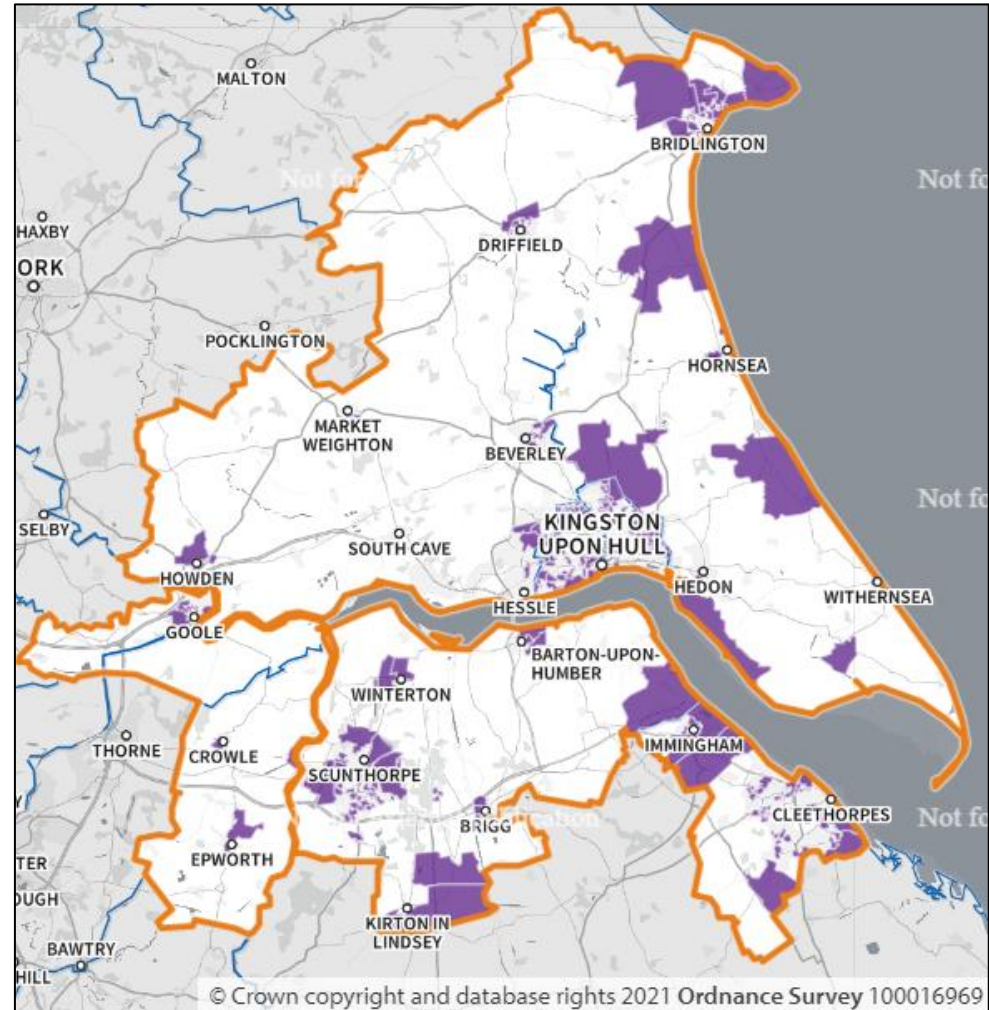 MALTON
BRIDLINGTON
Not fo
Not fo
HAXBY
DRIFFIELD
ORK
POCKLINGTON
HORNSEA
MARKET
WEIGHTON
BEVERLEY
Not fo
SELBY
KINGSTON
UPON HULL
SOUTH CAVE
HOWDEN
HEDON
HESSLE
WITHERNSEA
GOOLE
BARTON-UPON-
HUMBER
WINTERTON
THORNE
CROWLE
IMMINGHAM
SCUNTHORPE
CLEETHORPES
Not fo
BRIGG
EPWORTH
TER
OUGH
KIRTON IN
LINDSEY
BAWTRY
HILL
© Crown copyright and database rights 2021 Ordnance Survey 100016969